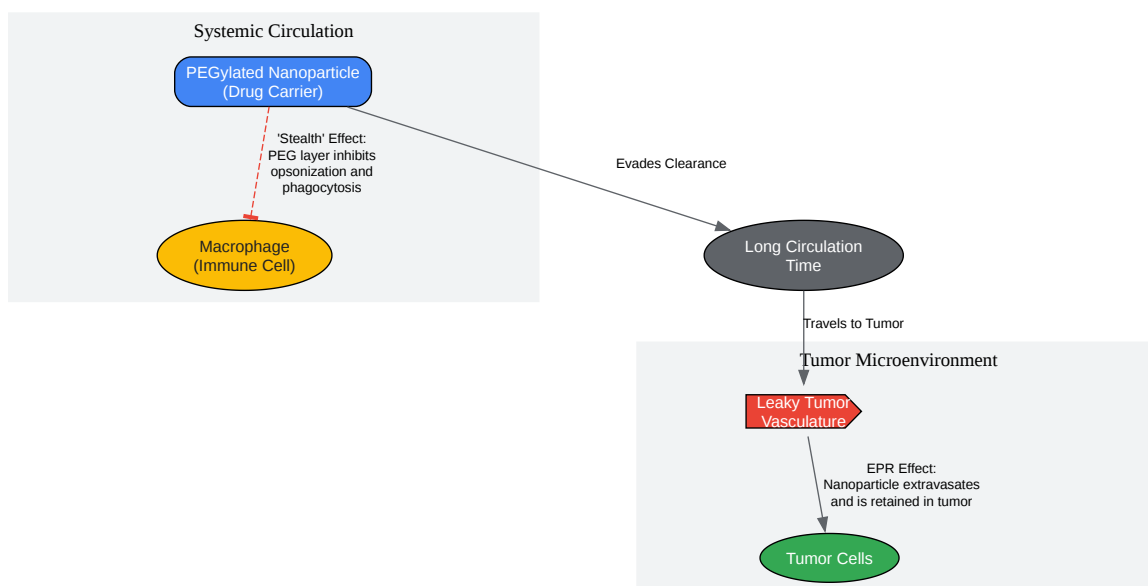 Systemic Circulation
PEGylated Nanoparticle
(Drug Carrier)
'Stealth' Effect:
PEG layer inhibits
opsonization and
phagocytosis
Evades Clearance
Macrophage
(Immune Cell)
Long Circulation
Time
Travels to Tumor
Tumor Microenvironment
Leaky Tumor
Vasculature
EPR Effect:
Nanoparticle extravasates
and is retained in tumor
Tumor Cells